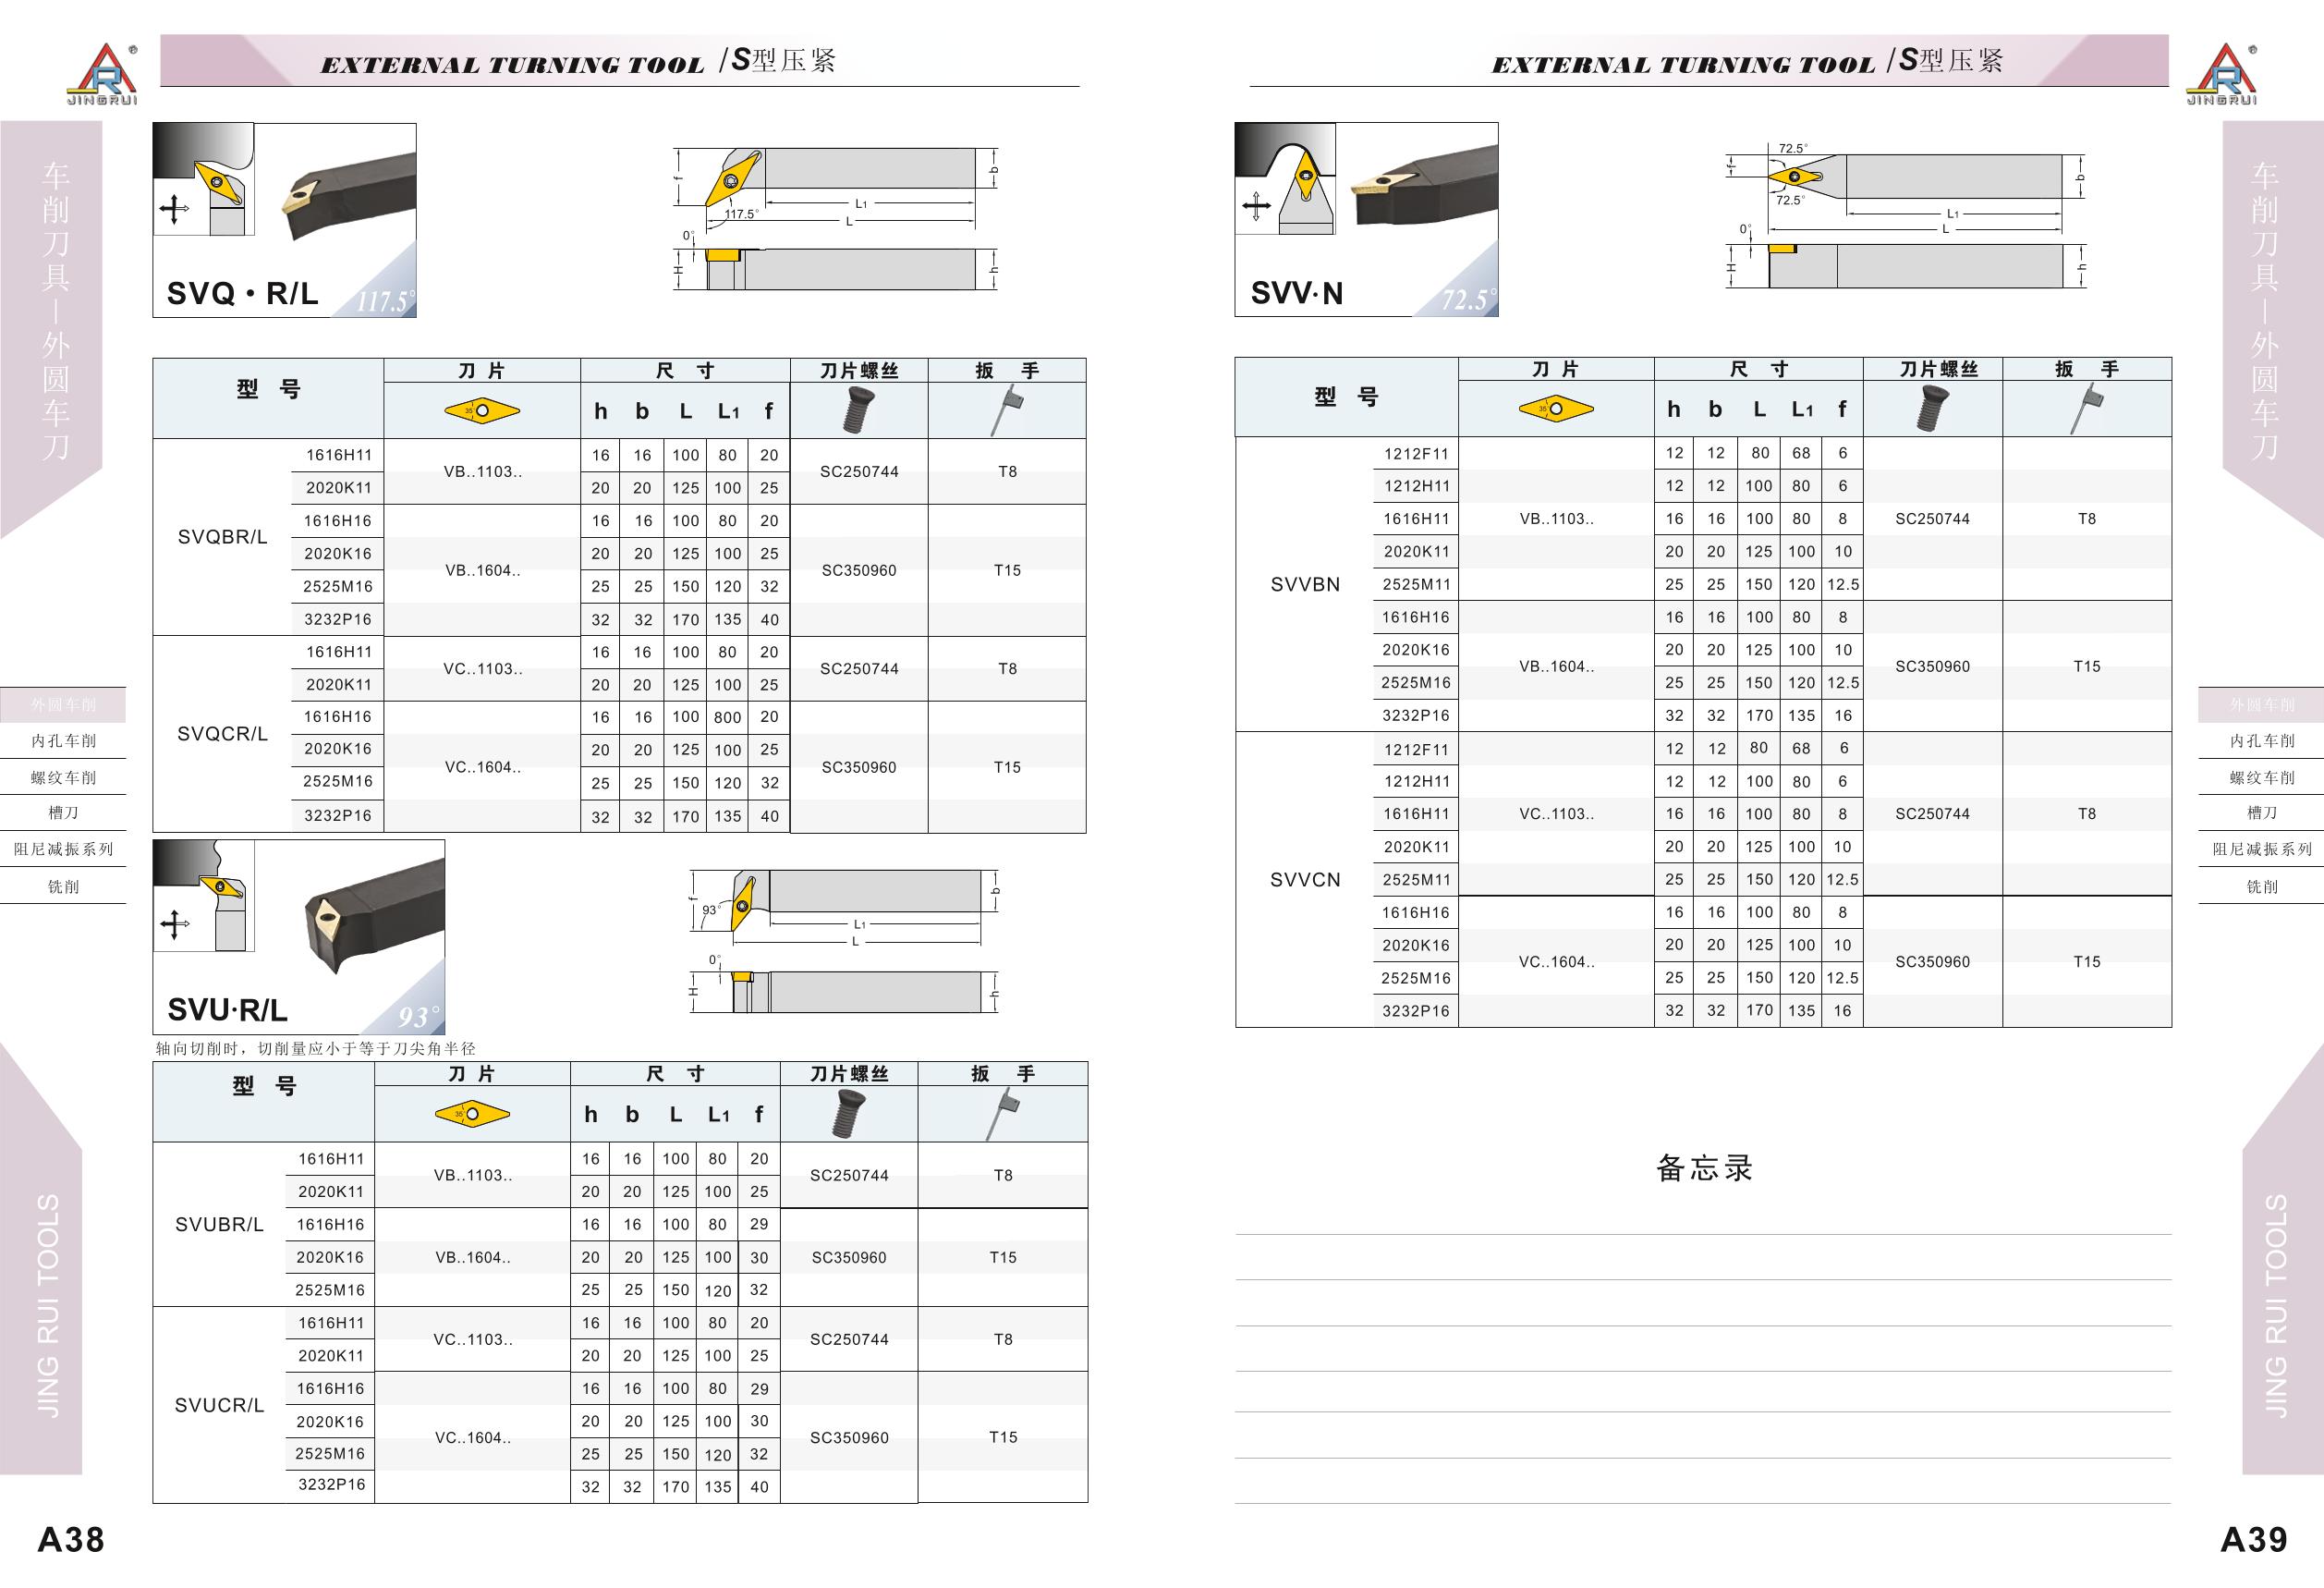 JINGRUI
EXTERNAL TURNING TOOL /S型压紧
车削刀具—外圆车刀
SVQ·R/L 117.5°
f b L1 L 117.5° 0° H h
型 号 刀 片 尺 寸 刀片螺丝 扳 手
35° h b L L1 f
SVQBR/L
1616H11 VB..1103.. 16 16 100 80 20 SC250744 T8
2020K11 20 20 125 100 25
1616H16 VB..1604.. 16 16 100 80 20 SC350960 T15
2020K16 20 20 125 100 25
2525M16 25 25 150 120 32
3232P16 32 32 170 135 40
SVQCR/L
1616H11 VC..1103.. 16 16 100 80 20 SC250744 T8
2020K11 20 20 125 100 25
1616H16 VC..1604.. 16 16 100 800 20 SC350960 T15
2020K16 20 20 125 100 25
2525M16 25 25 150 120 32
3232P16 32 32 170 135 40
外圆车削
内孔车削
螺纹车削
槽刀
阻尼减振系列
铣削
SVU·R/L 93°
f b 93° L1 L 0° H h
轴向切削时，切削量应小于等于刀尖角半径
型 号 刀 片 尺 寸 刀片螺丝 扳 手
35° h b L L1 f
SVUBR/L
1616H11 VB..1103.. 16 16 100 80 20 SC250744 T8
2020K11 20 20 125 100 25
1616H16 VB..1604.. 16 16 100 80 29 SC350960 T15
2020K16 20 20 125 100 30
2525M16 25 25 150 120 32
SVUCR/L
1616H11 VC..1103.. 16 16 100 80 20 SC250744 T8
2020K11 20 20 125 100 25
1616H16 VC..1604.. 16 16 100 80 29 SC350960 T15
2020K16 20 20 125 100 30
2525M16 25 25 150 120 32
3232P16 32 32 170 135 40
JING RUI TOOLS
A38
EXTERNAL TURNING TOOL /S型压紧
JINGRUI
车削刀具—外圆车刀
SVV·N 72.5°
72.5° f b 72.5° L1 L 0° H h
型 号 刀 片 尺 寸 刀片螺丝 扳 手
35° h b L L1 f
SVVBN
1212F11 VB..1103.. 12 12 80 68 6 SC250744 T8
1212H11 12 12 100 80 6
1616H11 16 16 100 80 8
2020K11 20 20 125 100 10
2525M11 25 25 150 120 12.5
1616H16 VB..1604.. 16 16 100 80 8 SC350960 T15
2020K16 20 20 125 100 10
2525M16 25 25 150 120 12.5
3232P16 32 32 170 135 16
SVVCN
1212F11 VC..1103.. 12 12 80 68 6 SC250744 T8
1212H11 12 12 100 80 6
1616H11 16 16 100 80 8
2020K11 20 20 125 100 10
2525M11 25 25 150 120 12.5
1616H16 VC..1604.. 16 16 100 80 8 SC350960 T15
2020K16 20 20 125 100 10
2525M16 25 25 150 120 12.5
3232P16 32 32 170 135 16
外圆车削
内孔车削
螺纹车削
槽刀
阻尼减振系列
铣削
备忘录
JING RUI TOOLS
A39